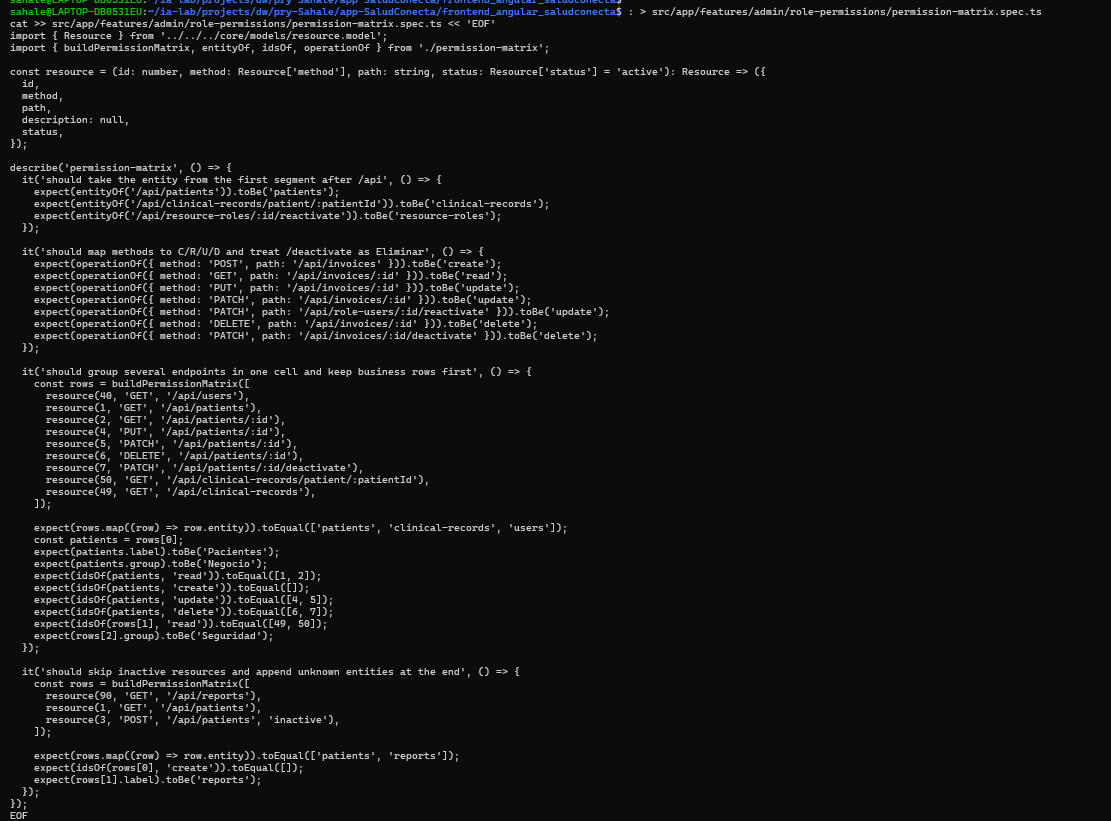 sahale@LAPTOP-DB0531EU:~/ia-lab/projects/dw/pry-Sahale/app-SaludConecta/frontend_angular_saludconecta$
sahale@LAPTOP-DB0531EU:~/ia-lab/projects/dw/pry-Sahale/app-SaludConecta/frontend_angular_saludconecta$ : > src/app/features/admin/role-permissions/permission-matrix.spec.ts
cat >> src/app/features/admin/role-permissions/permission-matrix.spec.ts << 'EOF'
import { Resource } from '../../../core/models/resource.model';
import { buildPermissionMatrix, entityOf, idsOf, operationOf } from './permission-matrix';

const resource = (id: number, method: Resource['method'], path: string, status: Resource['status'] = 'active'): Resource => ({
  id,
  method,
  path,
  description: null,
  status,
});

describe('permission-matrix', () => {
  it('should take the entity from the first segment after /api', () => {
    expect(entityOf('/api/patients')).toBe('patients');
    expect(entityOf('/api/clinical-records/patient/:patientId')).toBe('clinical-records');
    expect(entityOf('/api/resource-roles/:id/reactivate')).toBe('resource-roles');
  });

  it('should map methods to C/R/U/D and treat /deactivate as Eliminar', () => {
    expect(operationOf({ method: 'POST', path: '/api/invoices' })).toBe('create');
    expect(operationOf({ method: 'GET', path: '/api/invoices/:id' })).toBe('read');
    expect(operationOf({ method: 'PUT', path: '/api/invoices/:id' })).toBe('update');
    expect(operationOf({ method: 'PATCH', path: '/api/invoices/:id' })).toBe('update');
    expect(operationOf({ method: 'PATCH', path: '/api/role-users/:id/reactivate' })).toBe('update');
    expect(operationOf({ method: 'DELETE', path: '/api/invoices/:id' })).toBe('delete');
    expect(operationOf({ method: 'PATCH', path: '/api/invoices/:id/deactivate' })).toBe('delete');
  });

  it('should group several endpoints in one cell and keep business rows first', () => {
    const rows = buildPermissionMatrix([
      resource(40, 'GET', '/api/users'),
      resource(1, 'GET', '/api/patients'),
      resource(2, 'GET', '/api/patients/:id'),
      resource(4, 'PUT', '/api/patients/:id'),
      resource(5, 'PATCH', '/api/patients/:id'),
      resource(6, 'DELETE', '/api/patients/:id'),
      resource(7, 'PATCH', '/api/patients/:id/deactivate'),
      resource(50, 'GET', '/api/clinical-records/patient/:patientId'),
      resource(49, 'GET', '/api/clinical-records'),
    ]);

    expect(rows.map((row) => row.entity)).toEqual(['patients', 'clinical-records', 'users']);
    const patients = rows[0];
    expect(patients.label).toBe('Pacientes');
    expect(patients.group).toBe('Negocio');
    expect(idsOf(patients, 'read')).toEqual([1, 2]);
    expect(idsOf(patients, 'create')).toEqual([]);
    expect(idsOf(patients, 'update')).toEqual([4, 5]);
    expect(idsOf(patients, 'delete')).toEqual([6, 7]);
    expect(idsOf(rows[1], 'read')).toEqual([49, 50]);
    expect(rows[2].group).toBe('Seguridad');
  });

  it('should skip inactive resources and append unknown entities at the end', () => {
    const rows = buildPermissionMatrix([
      resource(90, 'GET', '/api/reports'),
      resource(1, 'GET', '/api/patients'),
      resource(3, 'POST', '/api/patients', 'inactive'),
    ]);

    expect(rows.map((row) => row.entity)).toEqual(['patients', 'reports']);
    expect(idsOf(rows[0], 'create')).toEqual([]);
    expect(rows[1].label).toBe('reports');
  });
});
EOF